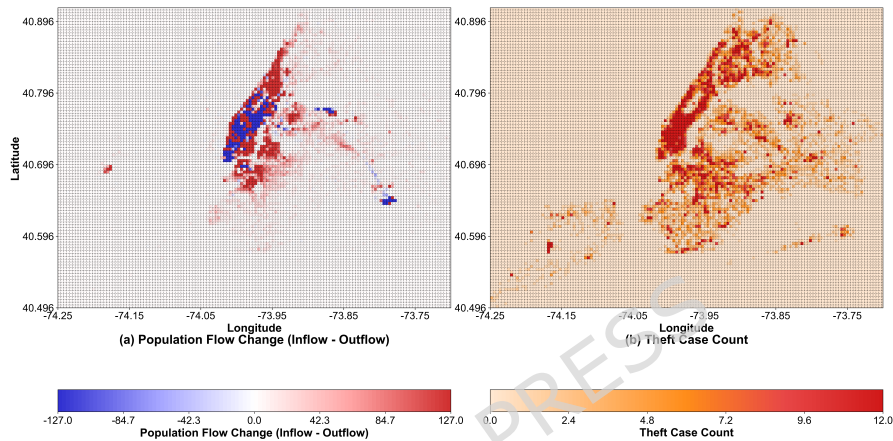 40.896
40.796
40.696
40.596
40.496
Latitude
-74.25 -74.15 -74.05 -73.95 -73.85 -73.75
Longitude
(a) Population Flow Change (Inflow - Outflow)
40.896
40.796
40.696
40.596
40.496
-74.25 -74.15 -74.05 -73.95 -73.85 -73.75
Longitude
(b) Theft Case Count
PRESS
-127.0 -84.7 -42.3 0.0 42.3 84.7 127.0
Population Flow Change (Inflow - Outflow)
0.0 2.4 4.8 7.2 9.6 12.0
Theft Case Count